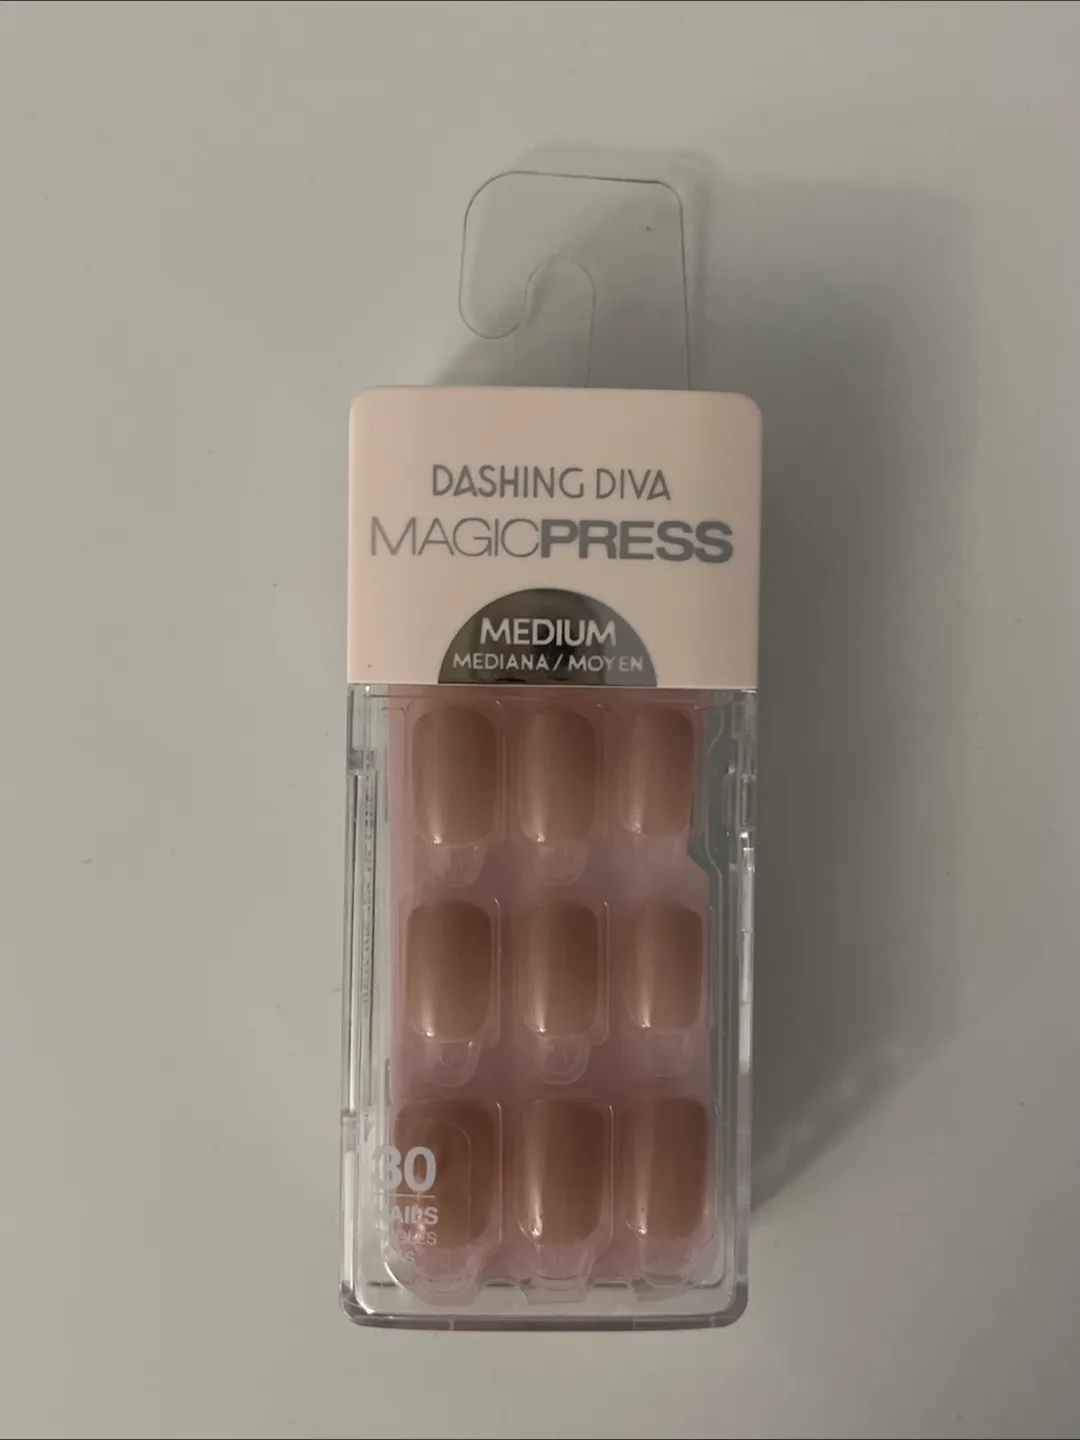 DASHING DIVA
MAGICPRESS
MEDIUM
MEDIANA / MOYEN
30
NAILS